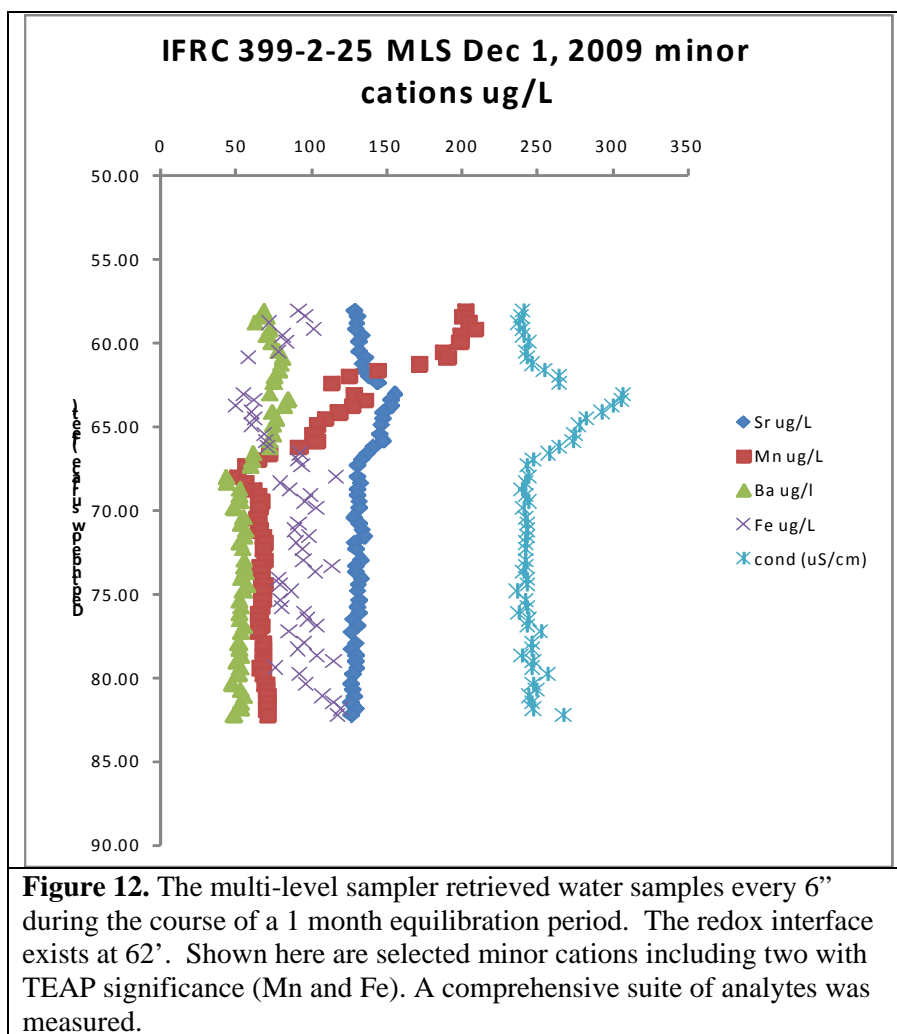 IFRC 399-2-25 MLS Dec 1, 2009 minor
cations ug/L
0 50 100 150 200 250 300 350
50.00
55.00
60.00
65.00
70.00
75.00
80.00
85.00
90.00
Sr ug/L
Mn ug/L
Ba ug/l
Fe ug/L
cond (uS/cm)
Figure 12. The multi-level sampler retrieved water samples every 6”
during the course of a 1 month equilibration period. The redox interface
exists at 62’. Shown here are selected minor cations including two with
TEAP significance (Mn and Fe). A comprehensive suite of analytes was
measured.